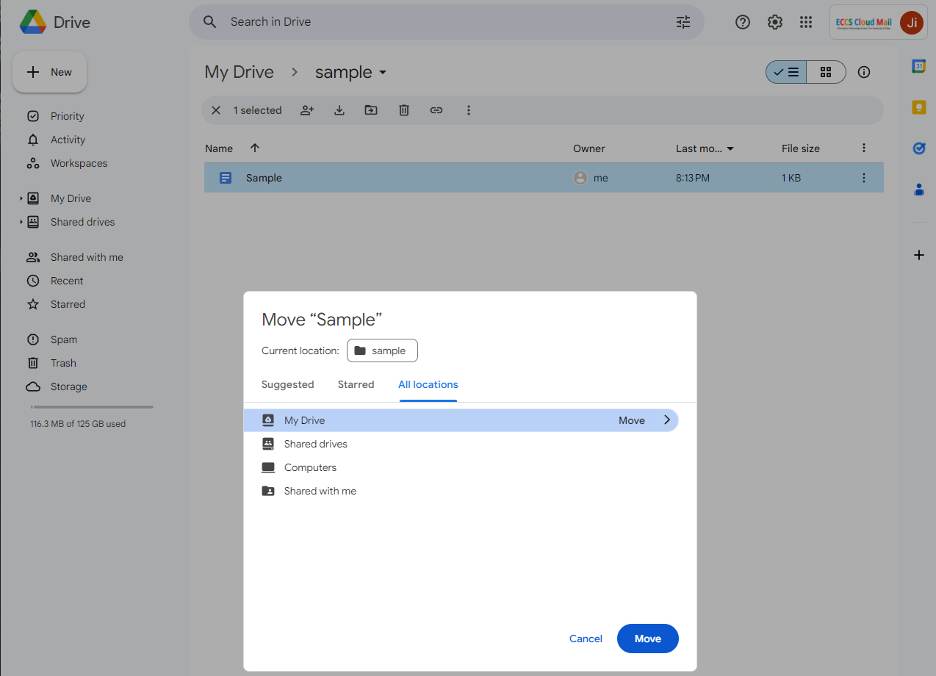 Drive
Search in Drive
ECCS Cloud Mail
Ji
New
My Drive
sample
31
1 selected
Priority
Activity
Workspaces
My Drive
Shared drives
Shared with me
Recent
Starred
Spam
Trash
Storage
116.3 MB of 125 GB used
Name
Owner
Last mo...
File size
Sample
me
8:13 PM
1 KB
Move “Sample”
Current location:
sample
Suggested
Starred
All locations
My Drive
Move
Shared drives
Computers
Shared with me
Cancel
Move